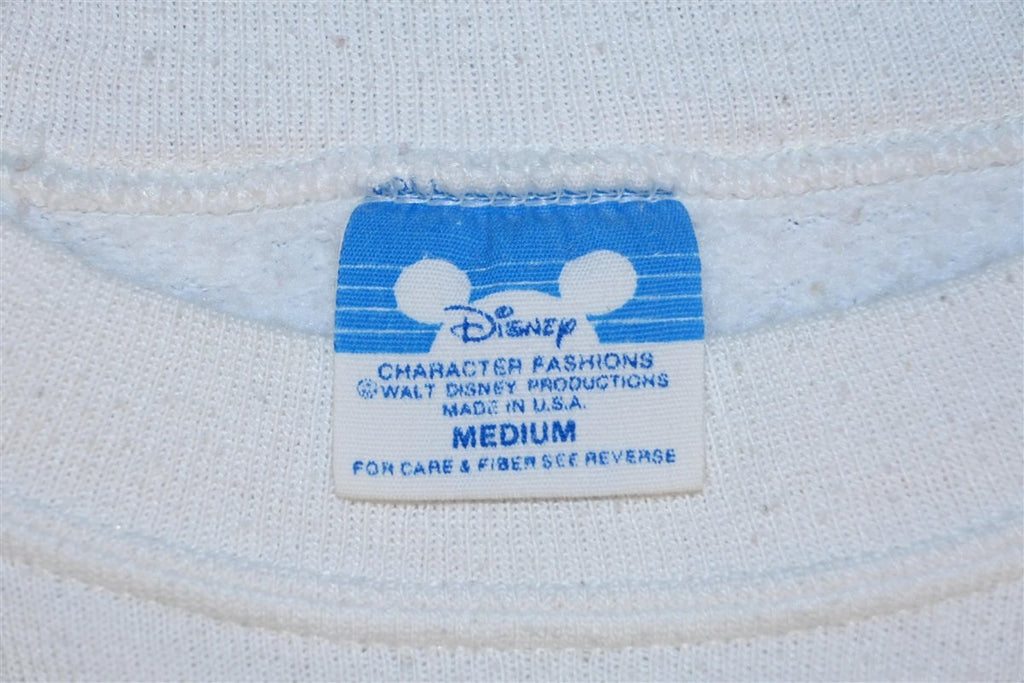 Disney
CHARACTER FASHIONS
© WALT DISNEY PRODUCTIONS
MADE IN U.S.A.
MEDIUM
FOR CARE & FIBER SEE REVERSE